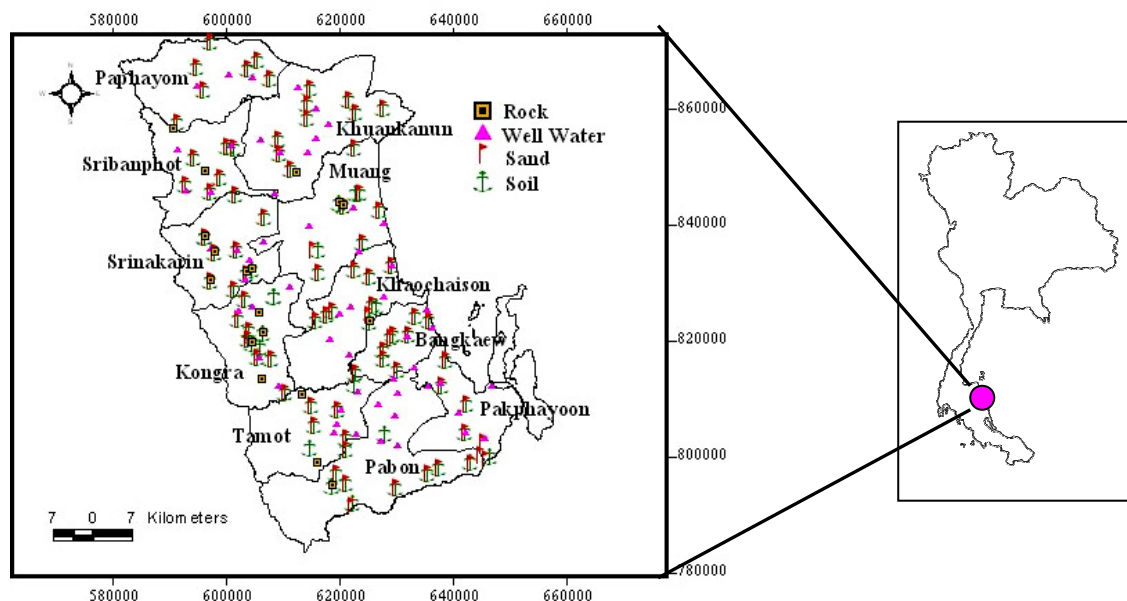 580000 600000 620000 640000 660000
Paphayom
860000
Rock
Khuankanun
Well Water
Sand
Sribanphot
Muang
Soil
840000
Srinakarin
Khaochaison
820000
Bangkaew
Kongra
Pakphayoon
Tamot
Pabon
800000
7 0 7 Kilometers
780000
580000 600000 620000 640000 660000